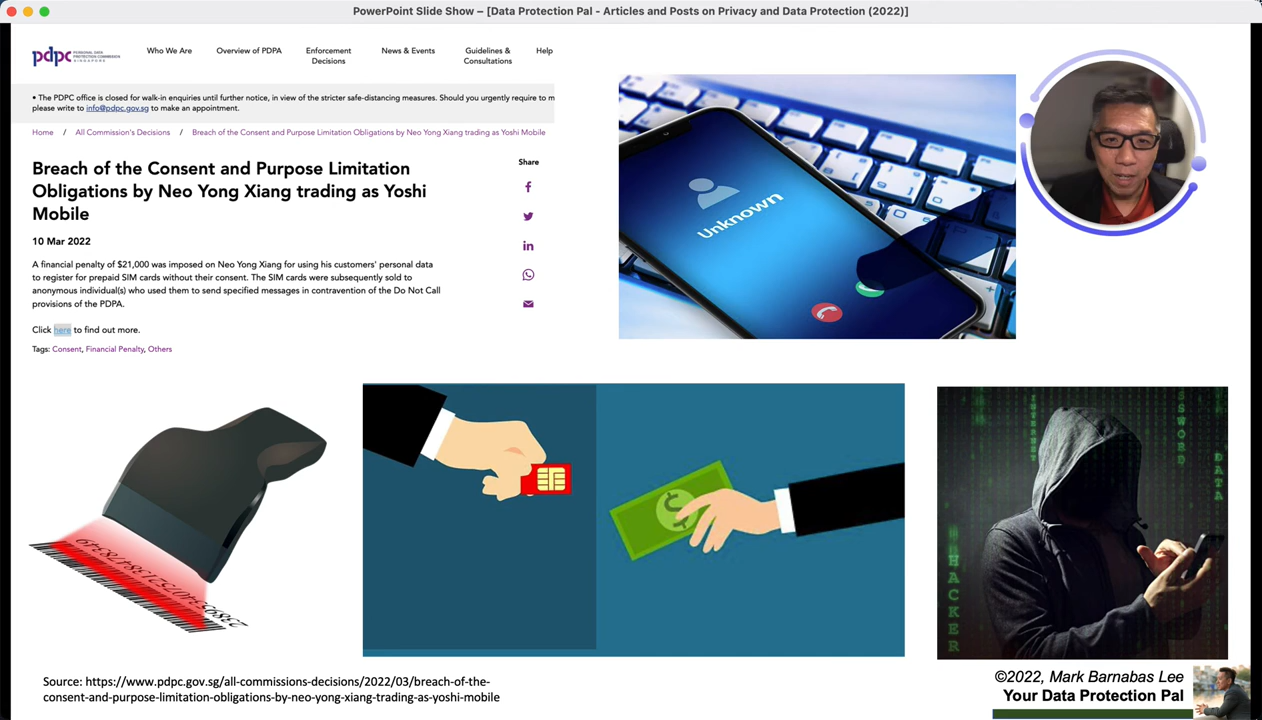 PowerPoint Slide Show – [Data Protection Pal - Articles and Posts on Privacy and Data Protection (2022)]
pdpc PERSONAL DATA
PROTECTION COMMISSION
SINGAPORE
Who We Are
Overview of PDPA
Enforcement
Decisions
News & Events
Guidelines &
Consultations
Help
• The PDPC office is closed for walk-in enquiries until further notice, in view of the stricter safe-distancing measures. Should you urgently require to m
please write to info@pdpc.gov.sg to make an appointment.
Home / All Commission's Decisions / Breach of the Consent and Purpose Limitation Obligations by Neo Yong Xiang trading as Yoshi Mobile
Breach of the Consent and Purpose Limitation
Obligations by Neo Yong Xiang trading as Yoshi
Mobile
Share
10 Mar 2022
A financial penalty of $21,000 was imposed on Neo Yong Xiang for using his customers' personal data
to register for prepaid SIM cards without their consent. The SIM cards were subsequently sold to
anonymous individual(s) who used them to send specified messages in contravention of the Do Not Call
provisions of the PDPA.
Click here to find out more.
Tags: Consent, Financial Penalty, Others
Unknown
$
INTERNET
SSWORD
DATA
HACKER
Source: https://www.pdpc.gov.sg/all-commissions-decisions/2022/03/breach-of-the-
consent-and-purpose-limitation-obligations-by-neo-yong-xiang-trading-as-yoshi-mobile
©2022, Mark Barnabas Lee
Your Data Protection Pal